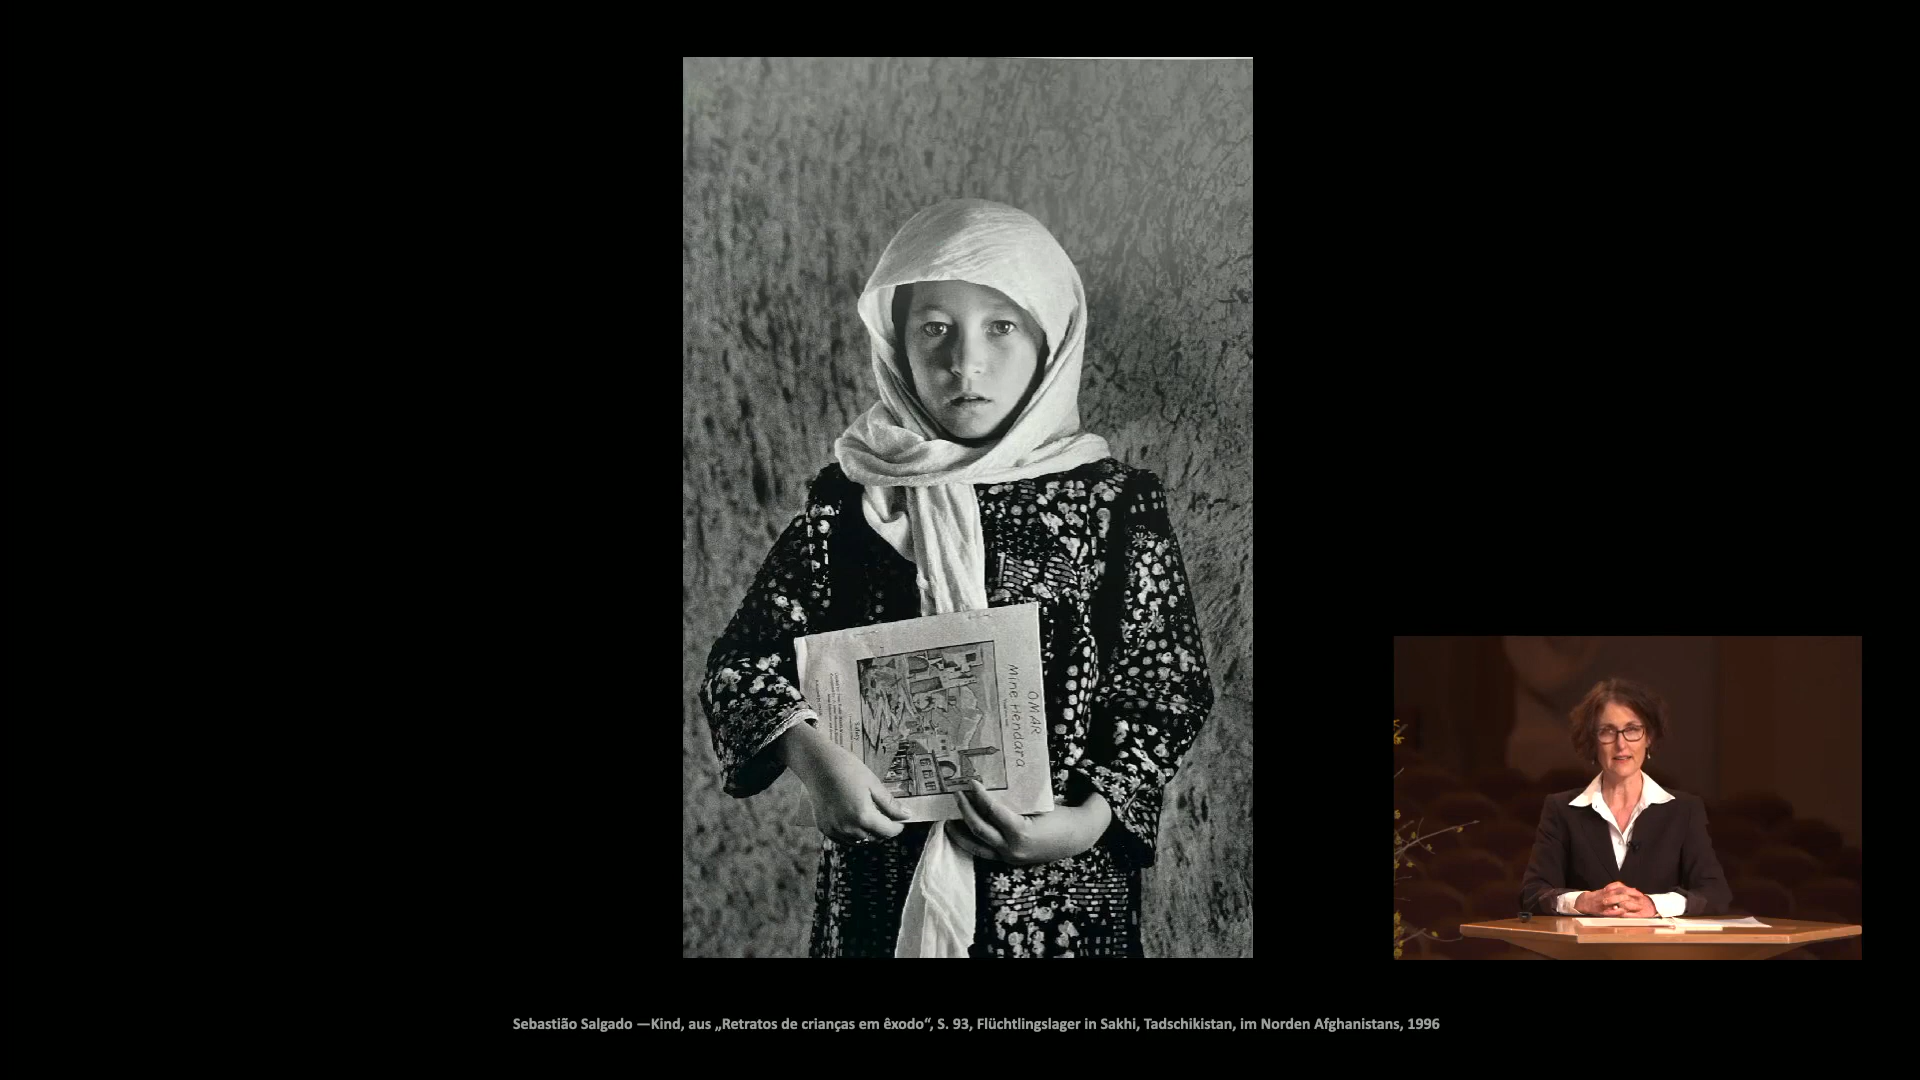 OMAR
Mine Hendara
Sebastião Salgado —Kind, aus „Retratos de crianças em êxodo“, S. 93, Flüchtlingslager in Sakhi, Tadschikistan, im Norden Afghanistans, 1996